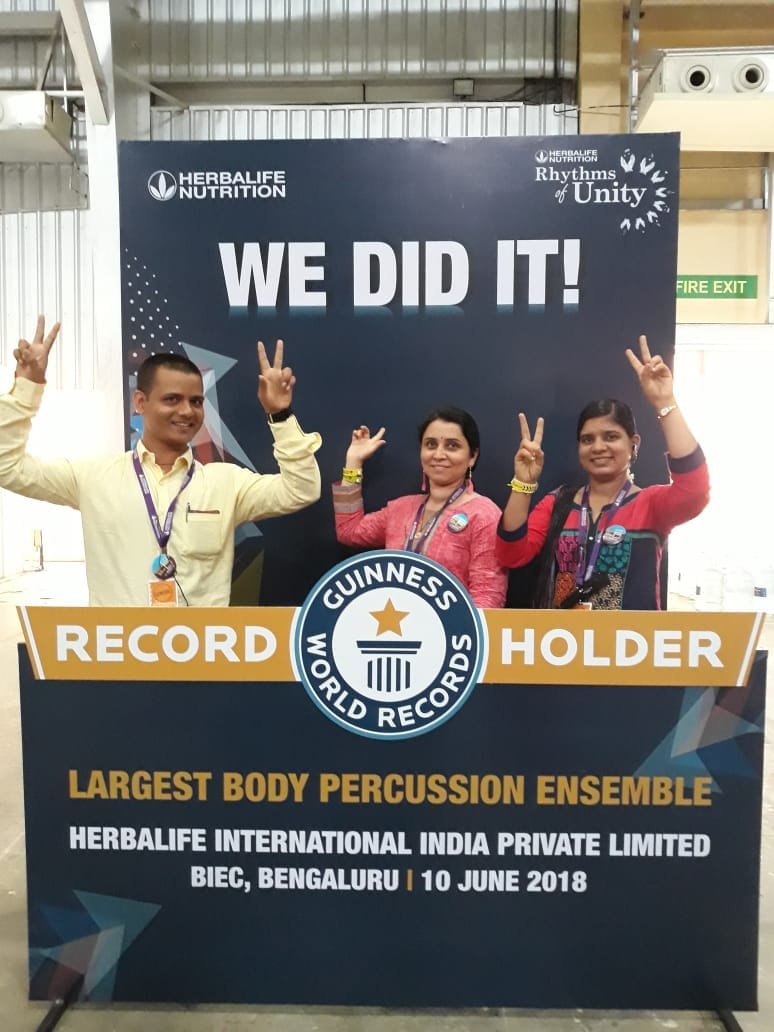 HERBALIFE
NUTRITION
HERBALIFE
NUTRITION
Rhythms
of Unity
WE DID IT!
FIRE EXIT
GUINNESS
WORLD RECORDS
RECORD HOLDER
LARGEST BODY PERCUSSION ENSEMBLE
HERBALIFE INTERNATIONAL INDIA PRIVATE LIMITED
BIEC, BENGALURU | 10 JUNE 2018